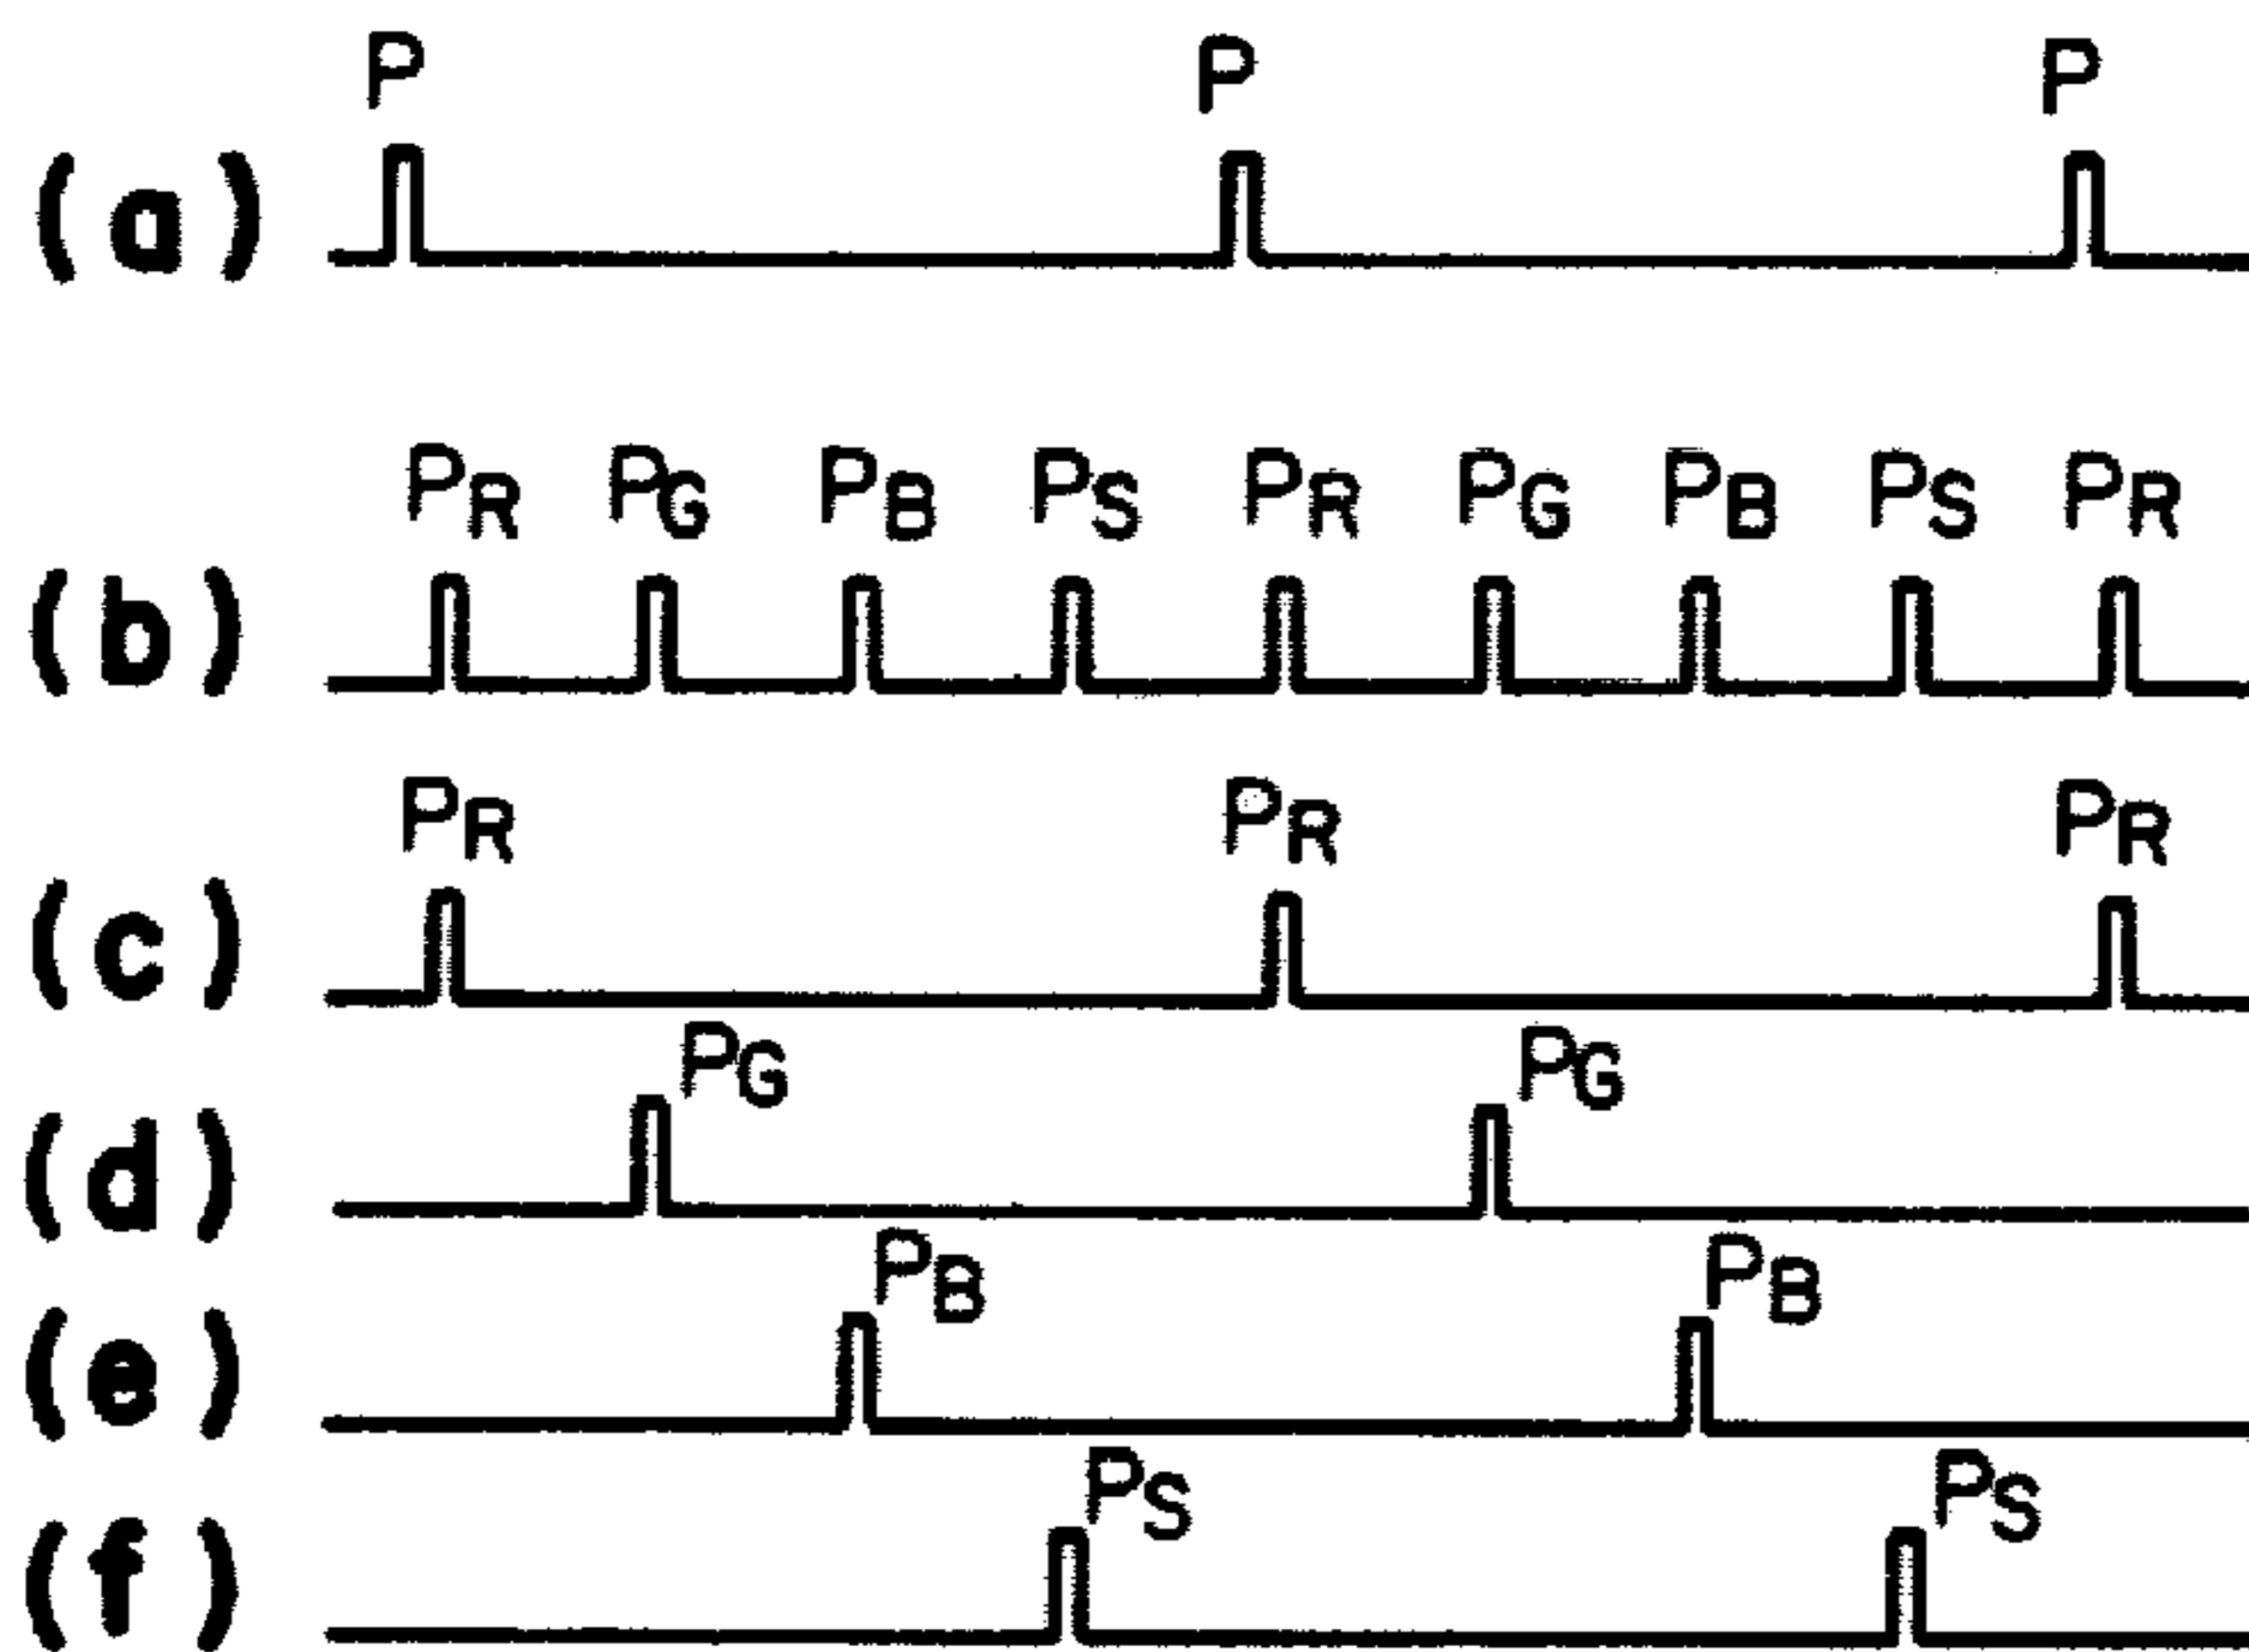 P P P
(a)
PR PG PB PS PR PG PB PS PR
(b)
PR PR PR
(c)
PG PG
(d)
PB PB
(e)
PS PS
(f)